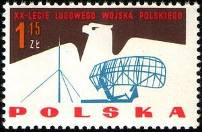 XX-LECIE LUDOWEGO WOJSKA POLSKIEGO
1 15
ZŁ
POLSKA